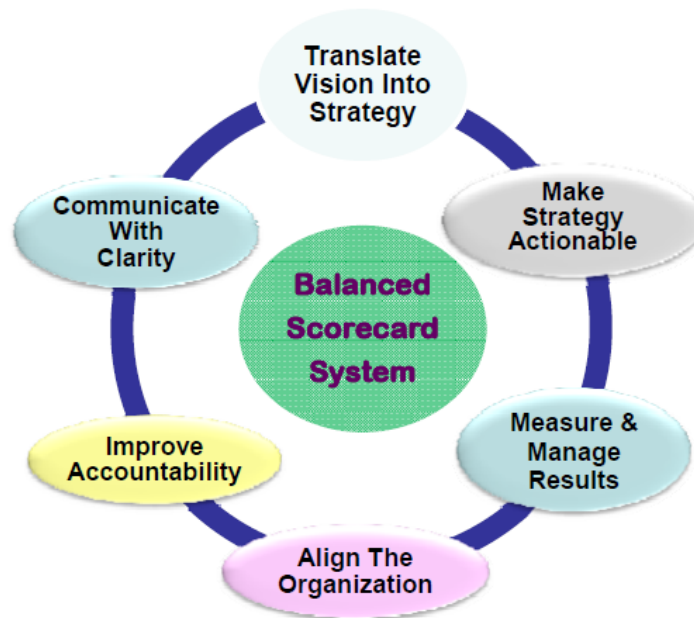 Translate
Vision Into
Strategy
Make
Strategy
Actionable
Measure &
Manage
Results
Align The
Organization
Improve
Accountability
Communicate
With
Clarity
Balanced
Scorecard
System